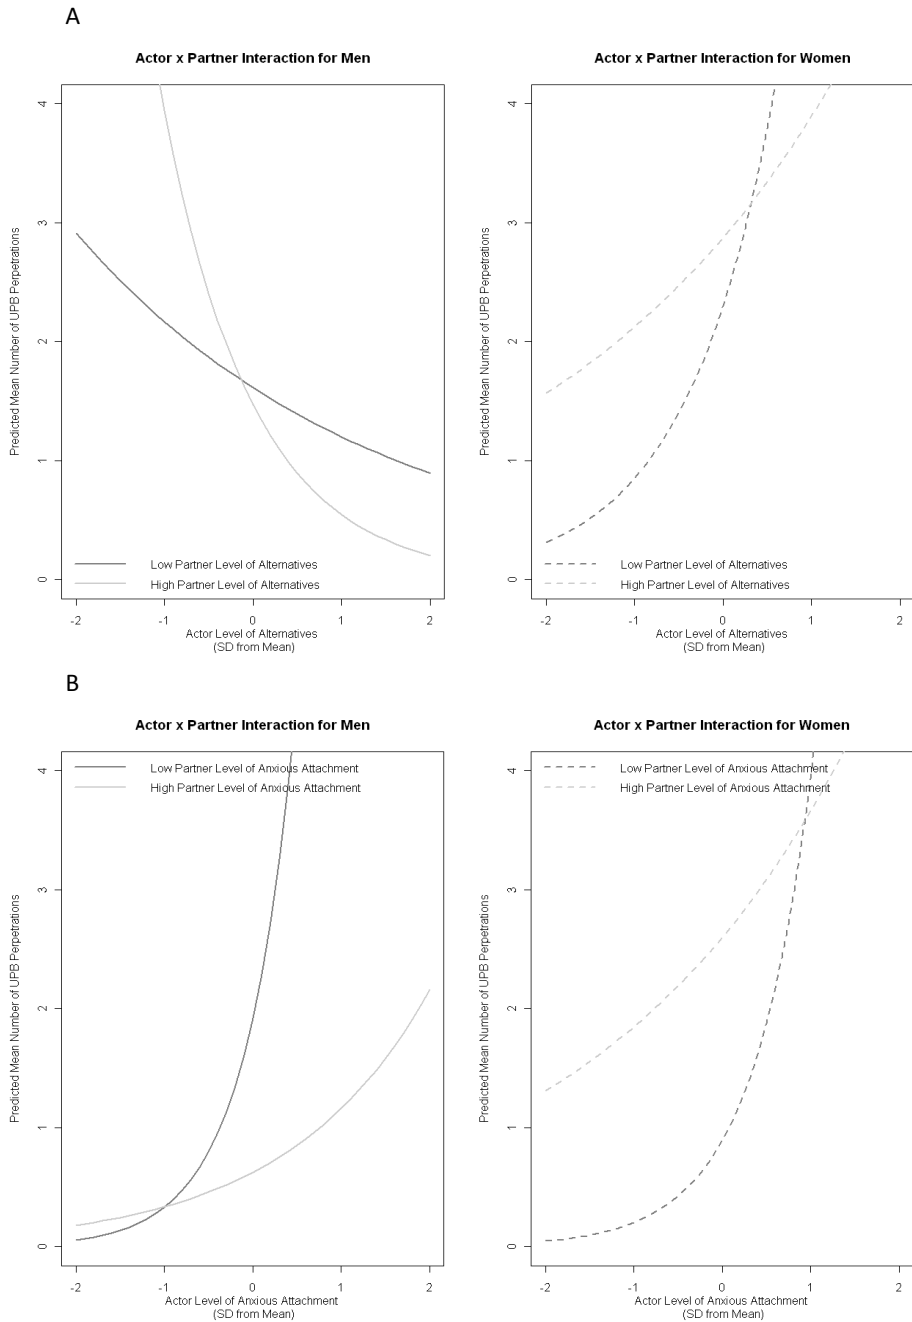 A
Actor x Partner Interaction for Men
Predicted Mean Number of UPB Perpetrations
4
3
2
1
0
Low Partner Level of Alternatives
High Partner Level of Alternatives
-2 -1 0 1 2
Actor Level of Alternatives
(SD from Mean)
Actor x Partner Interaction for Women
Predicted Mean Number of UPB Perpetrations
4
3
2
1
0
Low Partner Level of Alternatives
High Partner Level of Alternatives
-2 -1 0 1 2
Actor Level of Alternatives
(SD from Mean)
B
Actor x Partner Interaction for Men
Low Partner Level of Anxious Attachment
High Partner Level of Anxious Attachment
Predicted Mean Number of UPB Perpetrations
4
3
2
1
0
-2 -1 0 1 2
Actor Level of Anxious Attachment
(SD from Mean)
Actor x Partner Interaction for Women
Low Partner Level of Anxious Attachment
High Partner Level of Anxious Attachment
Predicted Mean Number of UPB Perpetrations
4
3
2
1
0
-2 -1 0 1 2
Actor Level of Anxious Attachment
(SD from Mean)